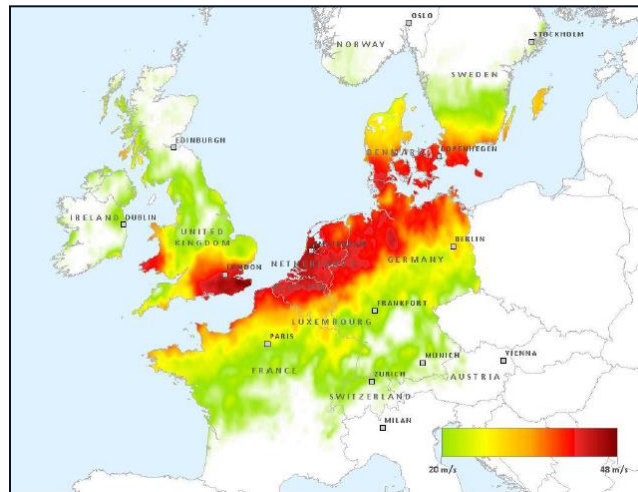 OSLO
STOCKHOLM
NORWAY
SWEDEN
EDINBURGH
DENMARK
COPENHEGEN
IRELAND
DUBLIN
UNITED
KINGDOM
BERLIN
LONDON
NETHERLANDS
GERMANY
FRANKFURT
LUXEMBOURG
PARIS
MUNICH
VIENNA
FRANCE
ZURICH
AUSTRIA
SWITZERLAND
MILAN
20 m/s
48 m/s